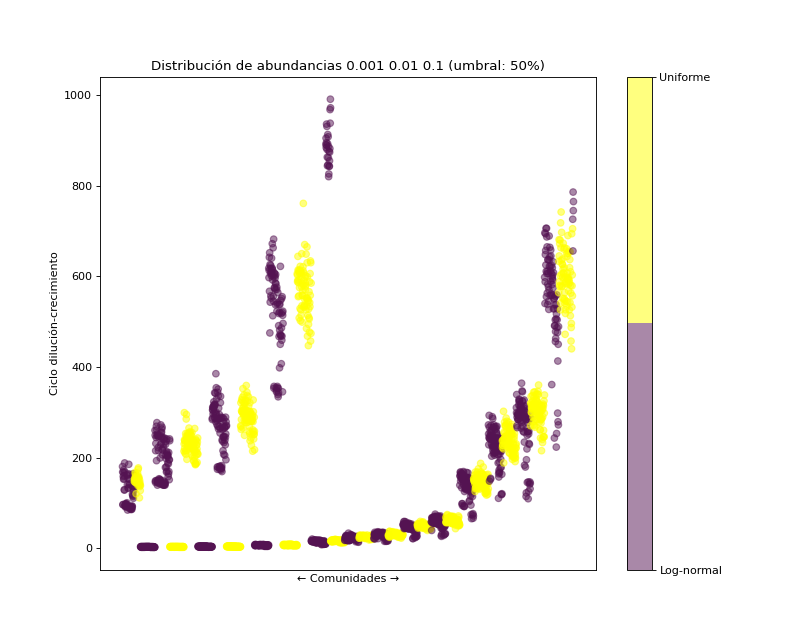 Distribución de abundancias 0.001 0.01 0.1 (umbral: 50%)
Uniforme
1000
800
600
400
200
0
Ciclo dilución-crecimiento
Log-normal
← Comunidades →